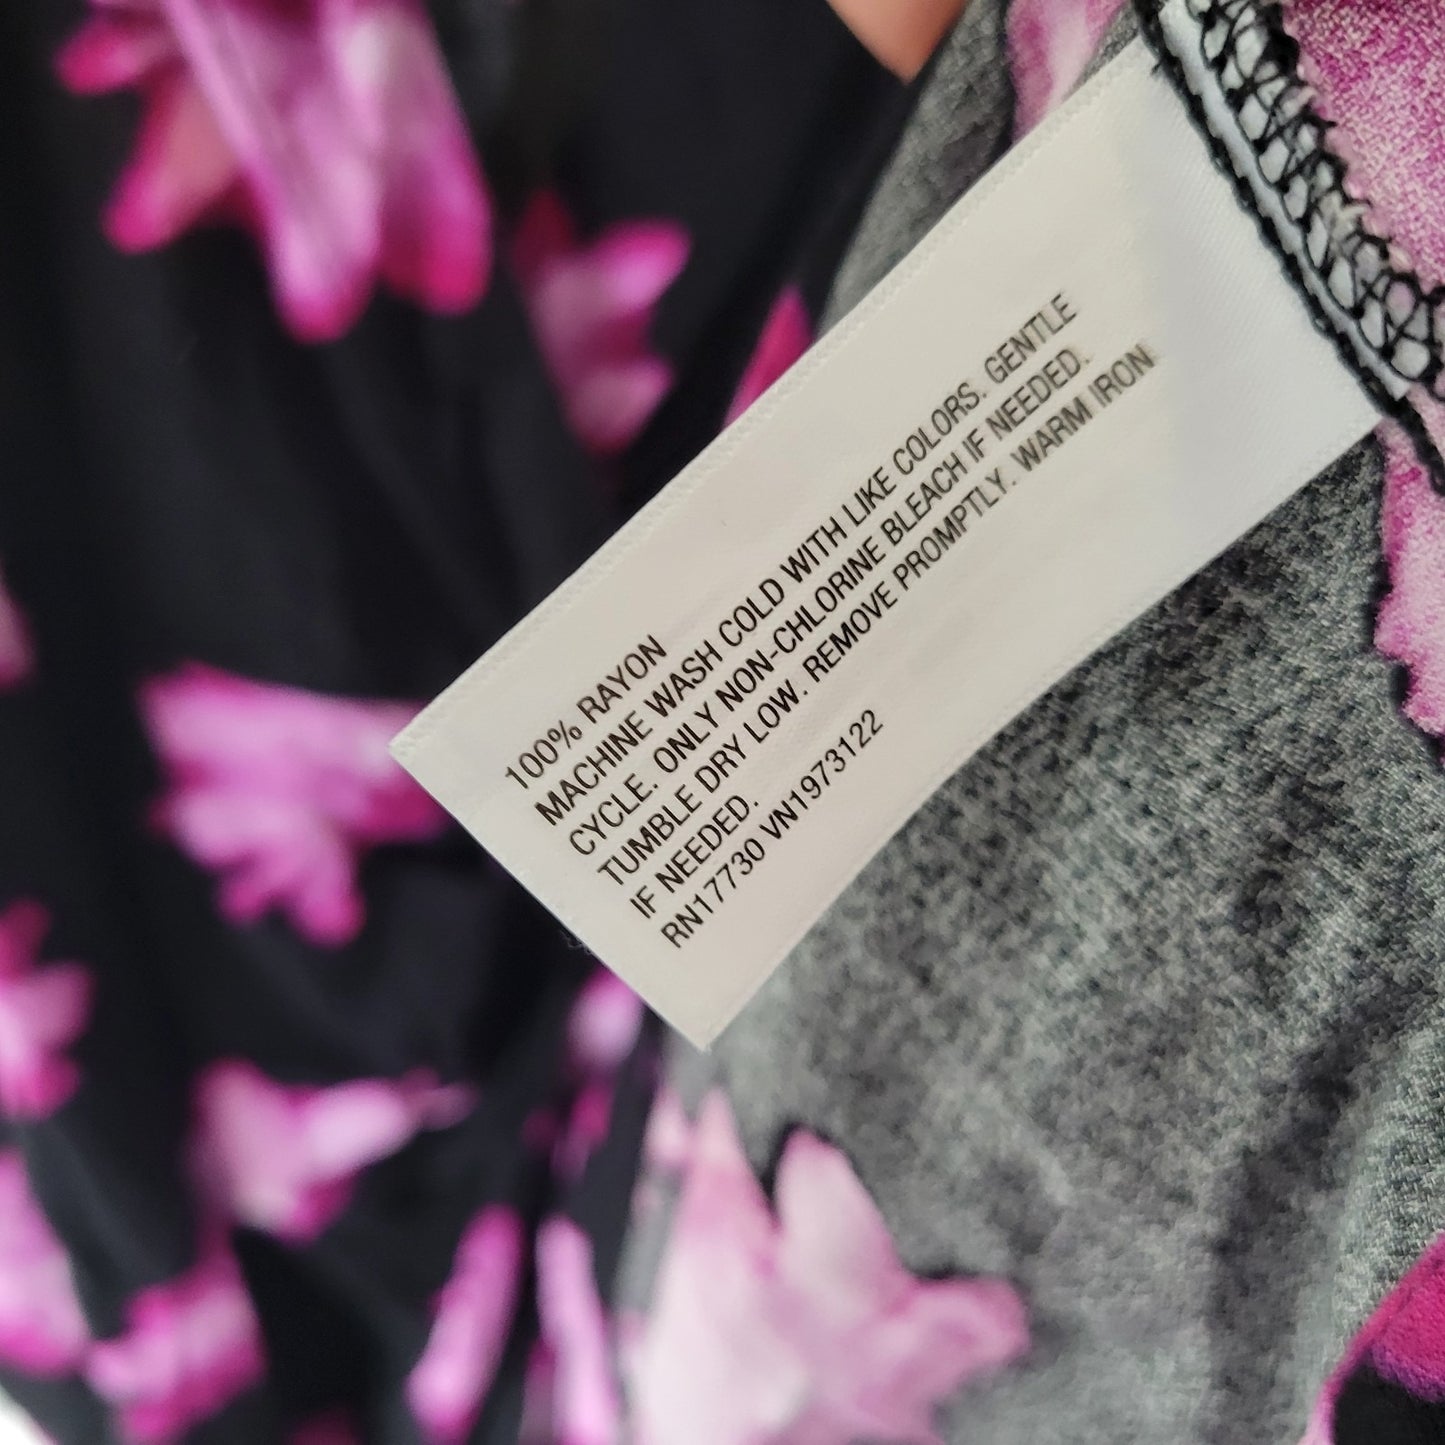 100% RAYON
MACHINE WASH COLD WITH LIKE COLORS. GENTLE
CYCLE. ONLY NON-CHLORINE BLEACH IF NEEDED.
TUMBLE DRY LOW. REMOVE PROMPTLY. WARM IRON
IF NEEDED.
RN17730 VN1973122